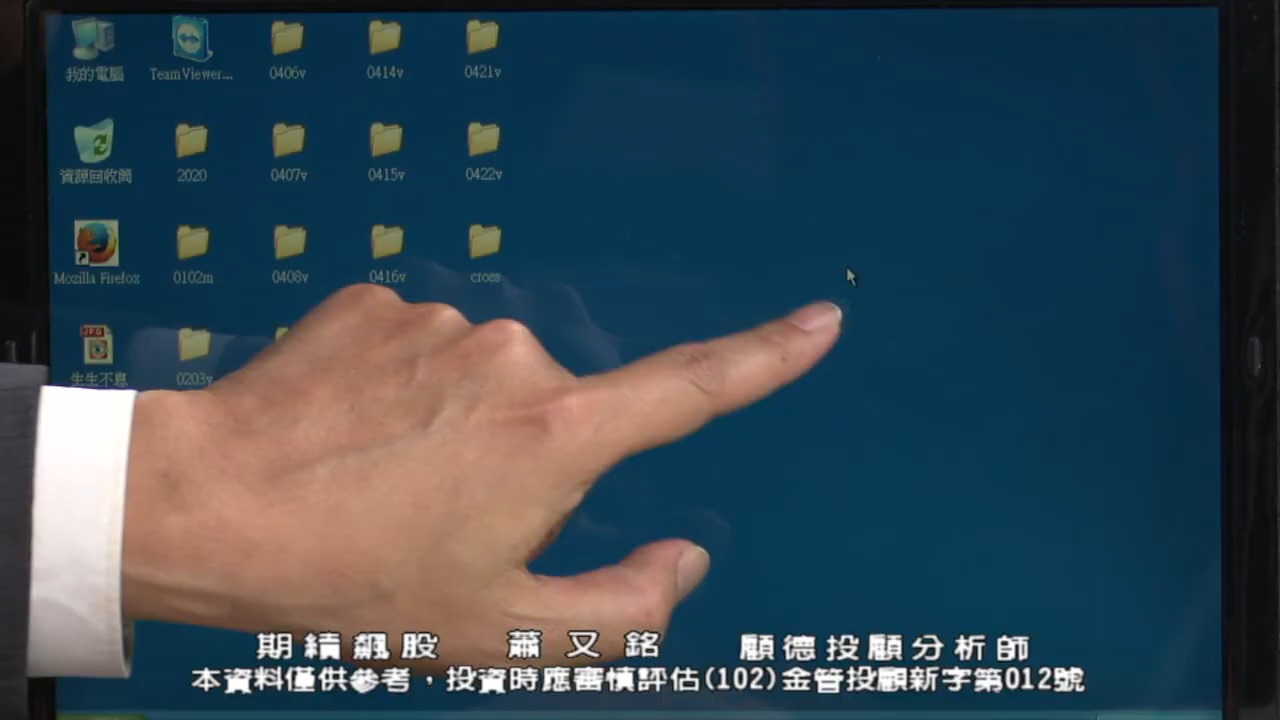 我的電腦
TeamViewer...
0406v
0414v
0421v
資源回收筒
2020
0407v
0415v
0422v
Mozilla Firefox
0102m
0408v
0416v
cross
JPG
生生不息
0203v
期績飆股 蕭又銘 顧德投顧分析師
本資料僅供參考，投資時應審慎評估(102)金管投顧新字第012號